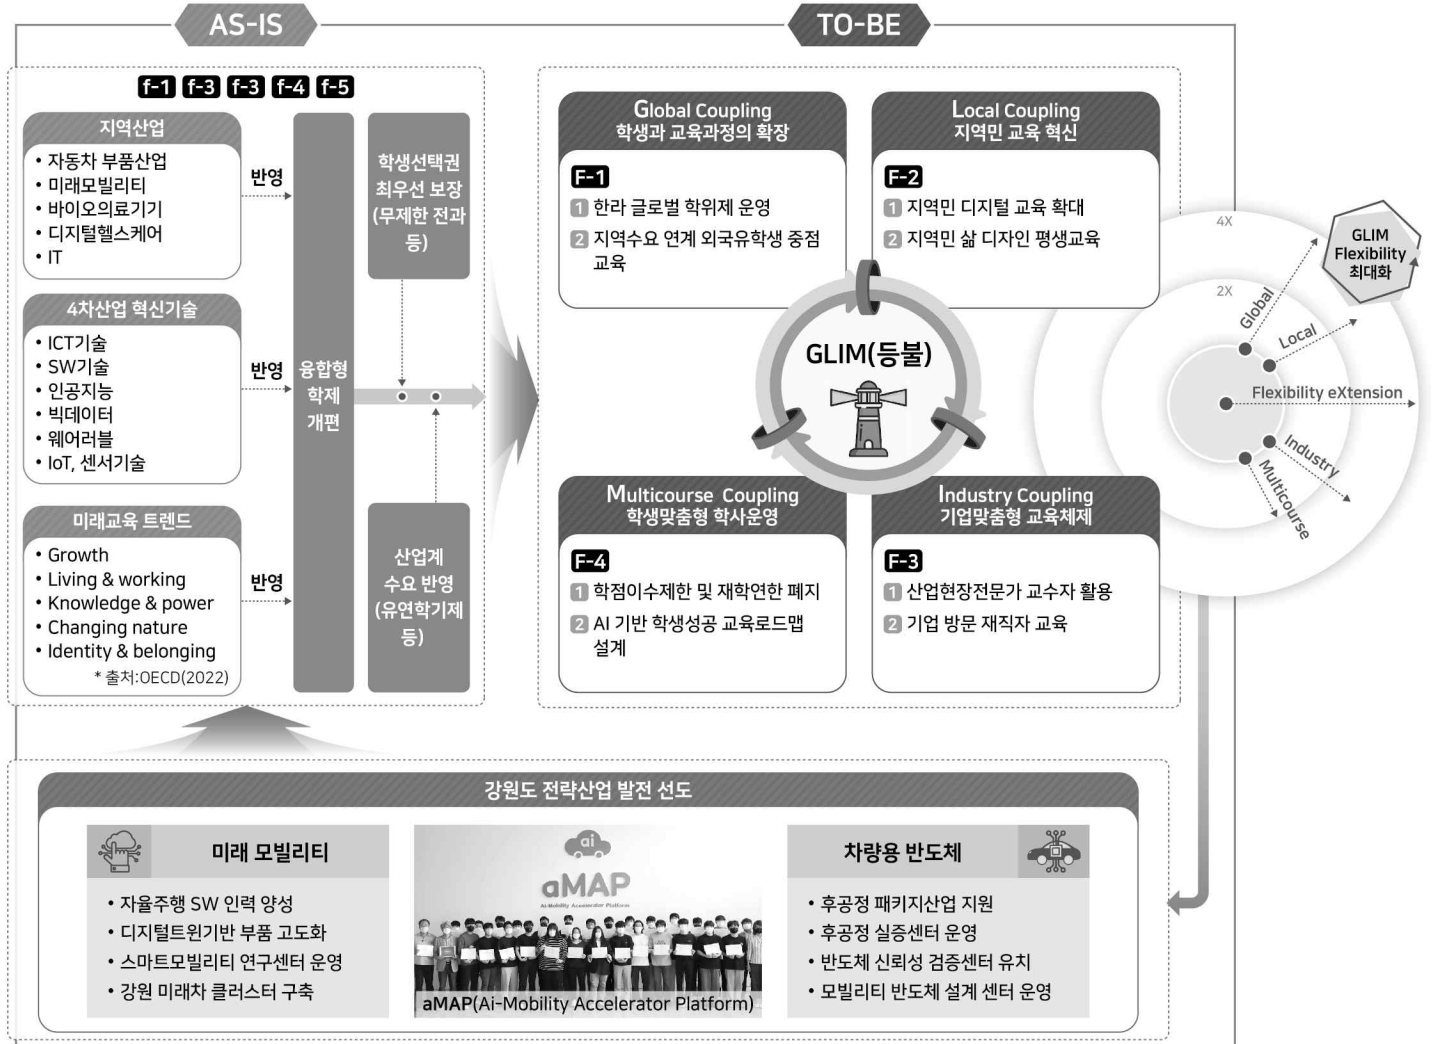 AS-IS
TO-BE
f-1 f-3 f-3 f-4 f-5
지역산업
• 자동차 부품산업
• 미래모빌리티
• 바이오의료기기
• 디지털헬스케어
• IT
반영
4차산업 혁신기술
• ICT기술
• SW기술
• 인공지능
• 빅데이터
• 웨어러블
• IoT, 센서기술
반영
미래교육 트렌드
• Growth
• Living & working
• Knowledge & power
• Changing nature
• Identity & belonging
* 출처:OECD(2022)
반영
융합형
학제
개편
학생선택권
최우선 보장
(무제한 전과
등)
산업계
수요 반영
(유연학기제
등)
Global Coupling
학생과 교육과정의 확장
F-1
1 한라 글로벌 학위제 운영
2 지역수요 연계 외국유학생 중점
교육
Local Coupling
지역민 교육 혁신
F-2
1 지역민 디지털 교육 확대
2 지역민 삶 디자인 평생교육
GLIM(등불)
Multicourse Coupling
학생맞춤형 학사운영
F-4
1 학점이수제한 및 재학연한 폐지
2 AI 기반 학생성공 교육로드맵
설계
Industry Coupling
기업맞춤형 교육체제
F-3
1 산업현장전문가 교수자 활용
2 기업 방문 재직자 교육
4X
2X
GLIM
Flexibility
최대화
Global
Local
Flexibility eXtension
Industry
Multicourse
강원도 전략산업 발전 선도
미래 모빌리티
• 자율주행 SW 인력 양성
• 디지털트윈기반 부품 고도화
• 스마트모빌리티 연구센터 운영
• 강원 미래차 클러스터 구축
ai
aMAP
Ai-Mobility Accelerator Platform
aMAP(Ai-Mobility Accelerator Platform)
차량용 반도체
• 후공정 패키지산업 지원
• 후공정 실증센터 운영
• 반도체 신뢰성 검증센터 유치
• 모빌리티 반도체 설계 센터 운영